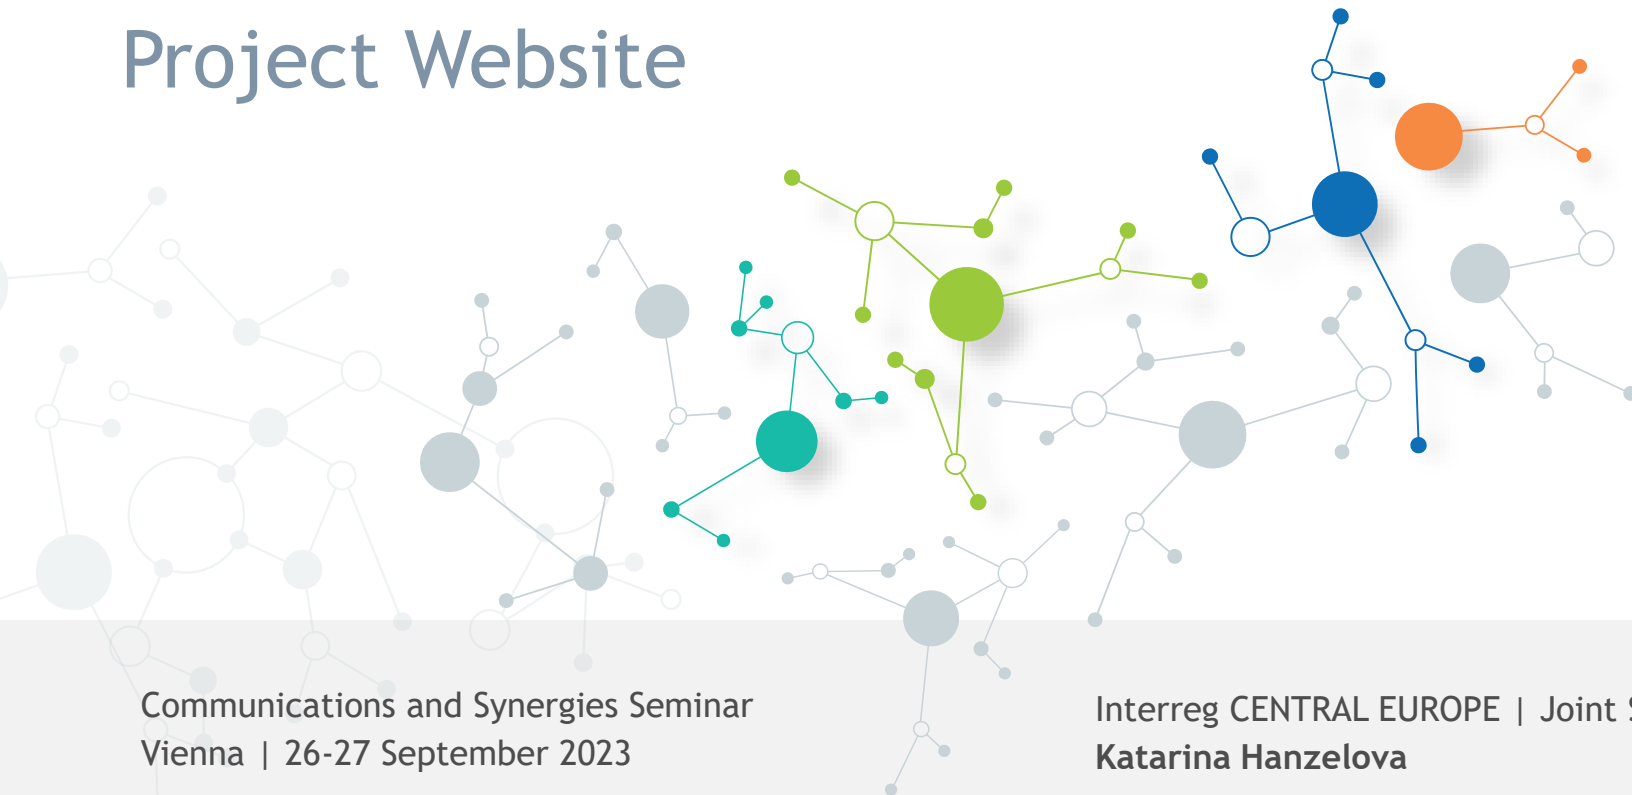 Project Website
Communications and Synergies Seminar
Vienna | 26-27 September 2023
Interreg CENTRAL EUROPE | Joint
Katarina Hanzelova